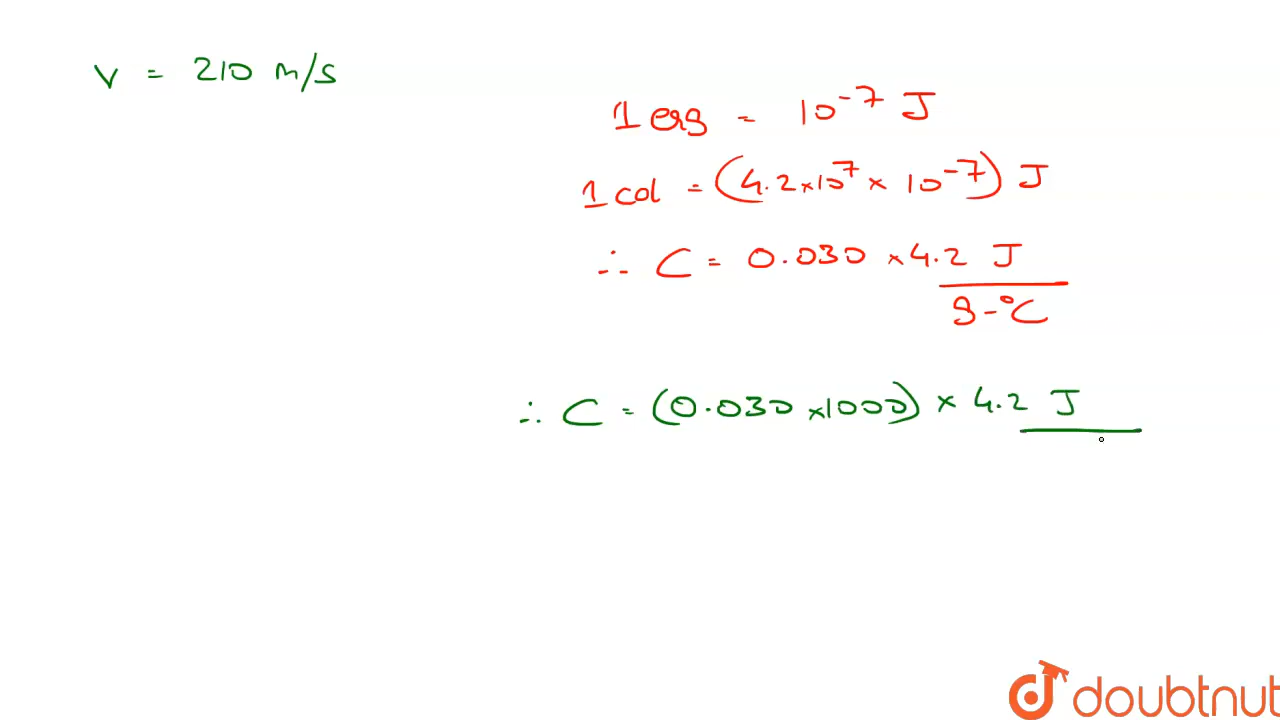 v = 210 m/s
1 erg = 10⁻⁷ J
1 cal = (4.2×10⁷ × 10⁻⁷) J
∴ C = 0.030 × 4.2 J
g-°C
∴ C = (0.030 × 1000) × 4.2 J
doubtnut